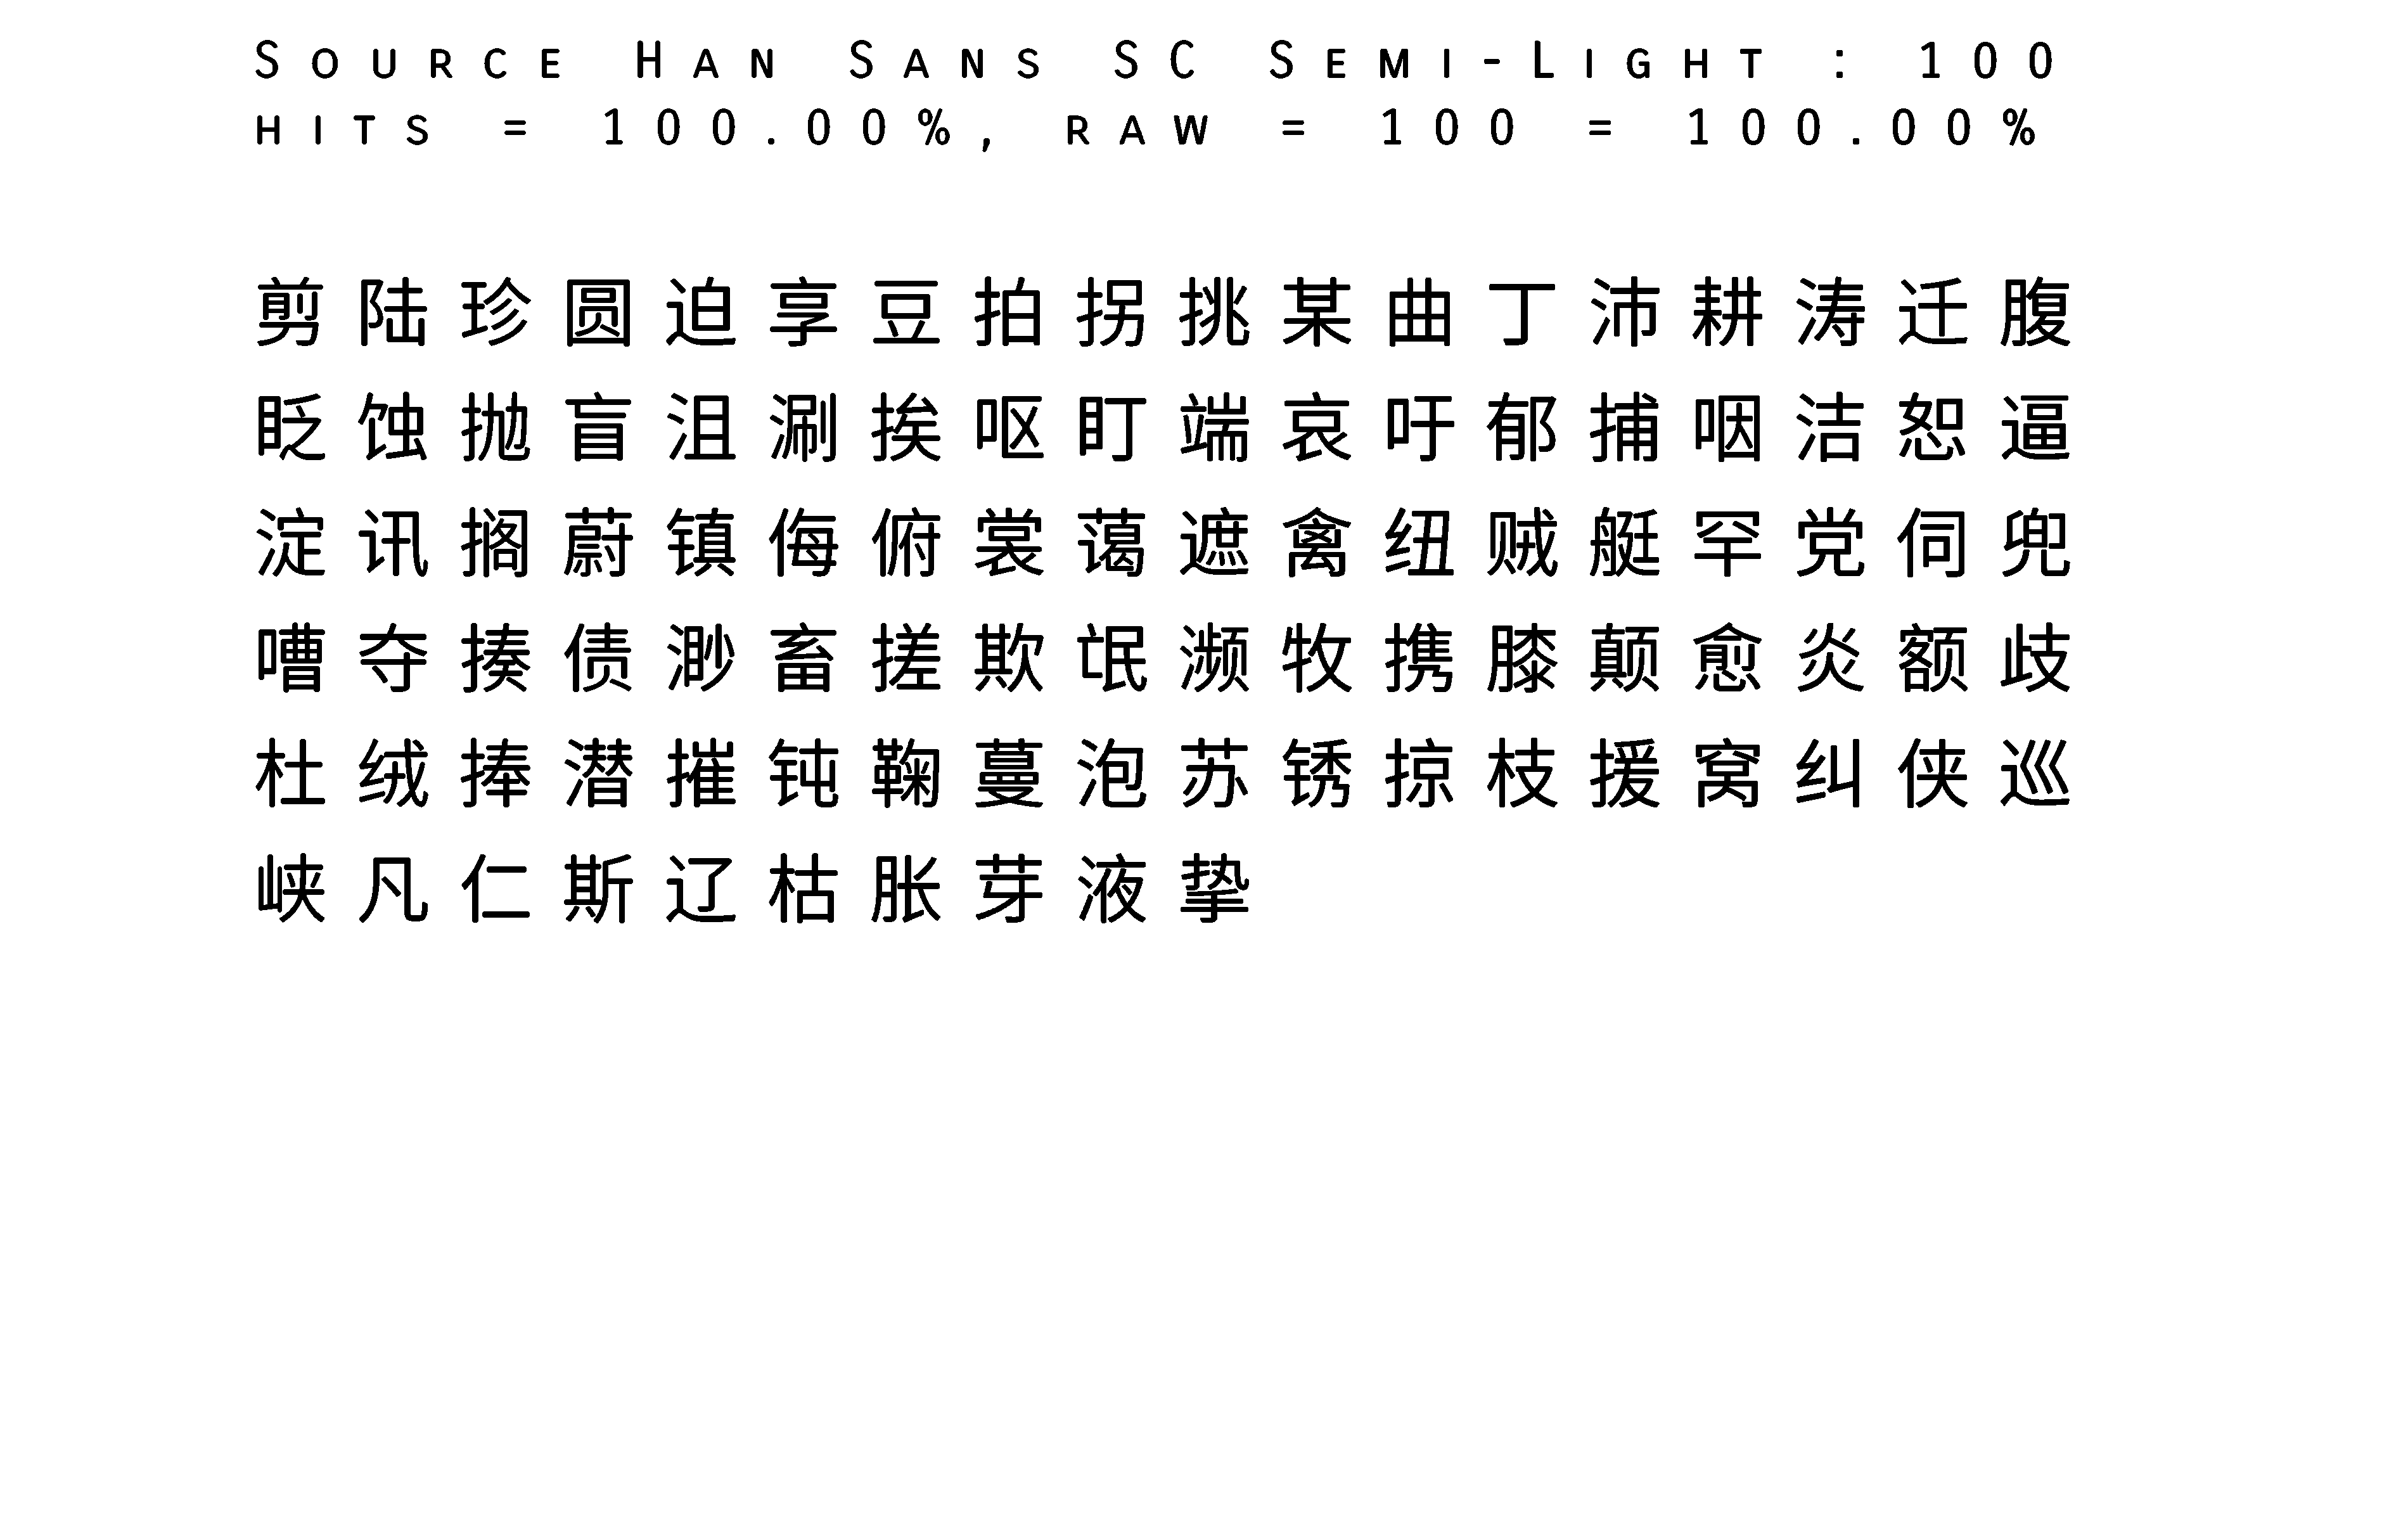 Source Han Sans SC Semi-Light : 100
hits = 100.00%, raw = 100 = 100.00%
剪陆珍圆迫享豆拍拐挑某曲丁沛耕涛迁腹
眨蚀抛盲沮涮挨呕盯端哀吁郁捕咽洁恕逼
淀讯搁蔚镇侮俯裳蔼遮禽纽贼艇罕党伺兜
嘈夺揍债渺畜搓欺氓濒牧携膝颠愈炎额歧
杜绒捧潜摧钝鞠蔓泡苏锈掠枝援窝纠侠巡
峡凡仁斯辽枯胀芽液挚